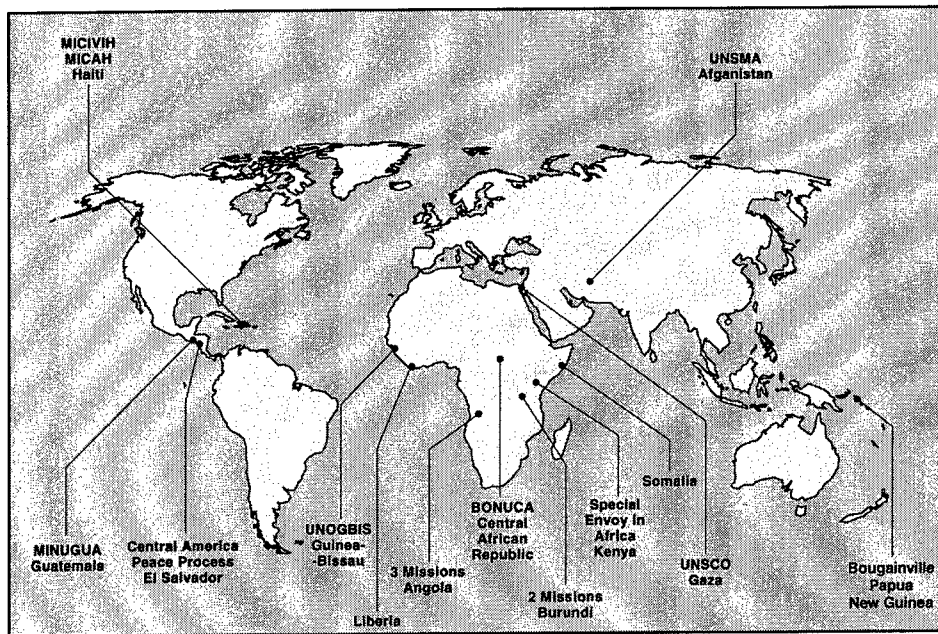 MICIVIH
MICAH
Haiti
UNSMA
Afganistan
MINUGUA
Guatemala
Central America
Peace Process
El Salvador
UNOGBIS
Guinea-
-Bissau
Liberia
3 Missions
Angola
BONUCA
Central
African
Republic
2 Missions
Burundi
Special
Envoy in
Africa
Kenya
Somalia
UNSCO
Gaza
Bougainville
Papua
New Guinea